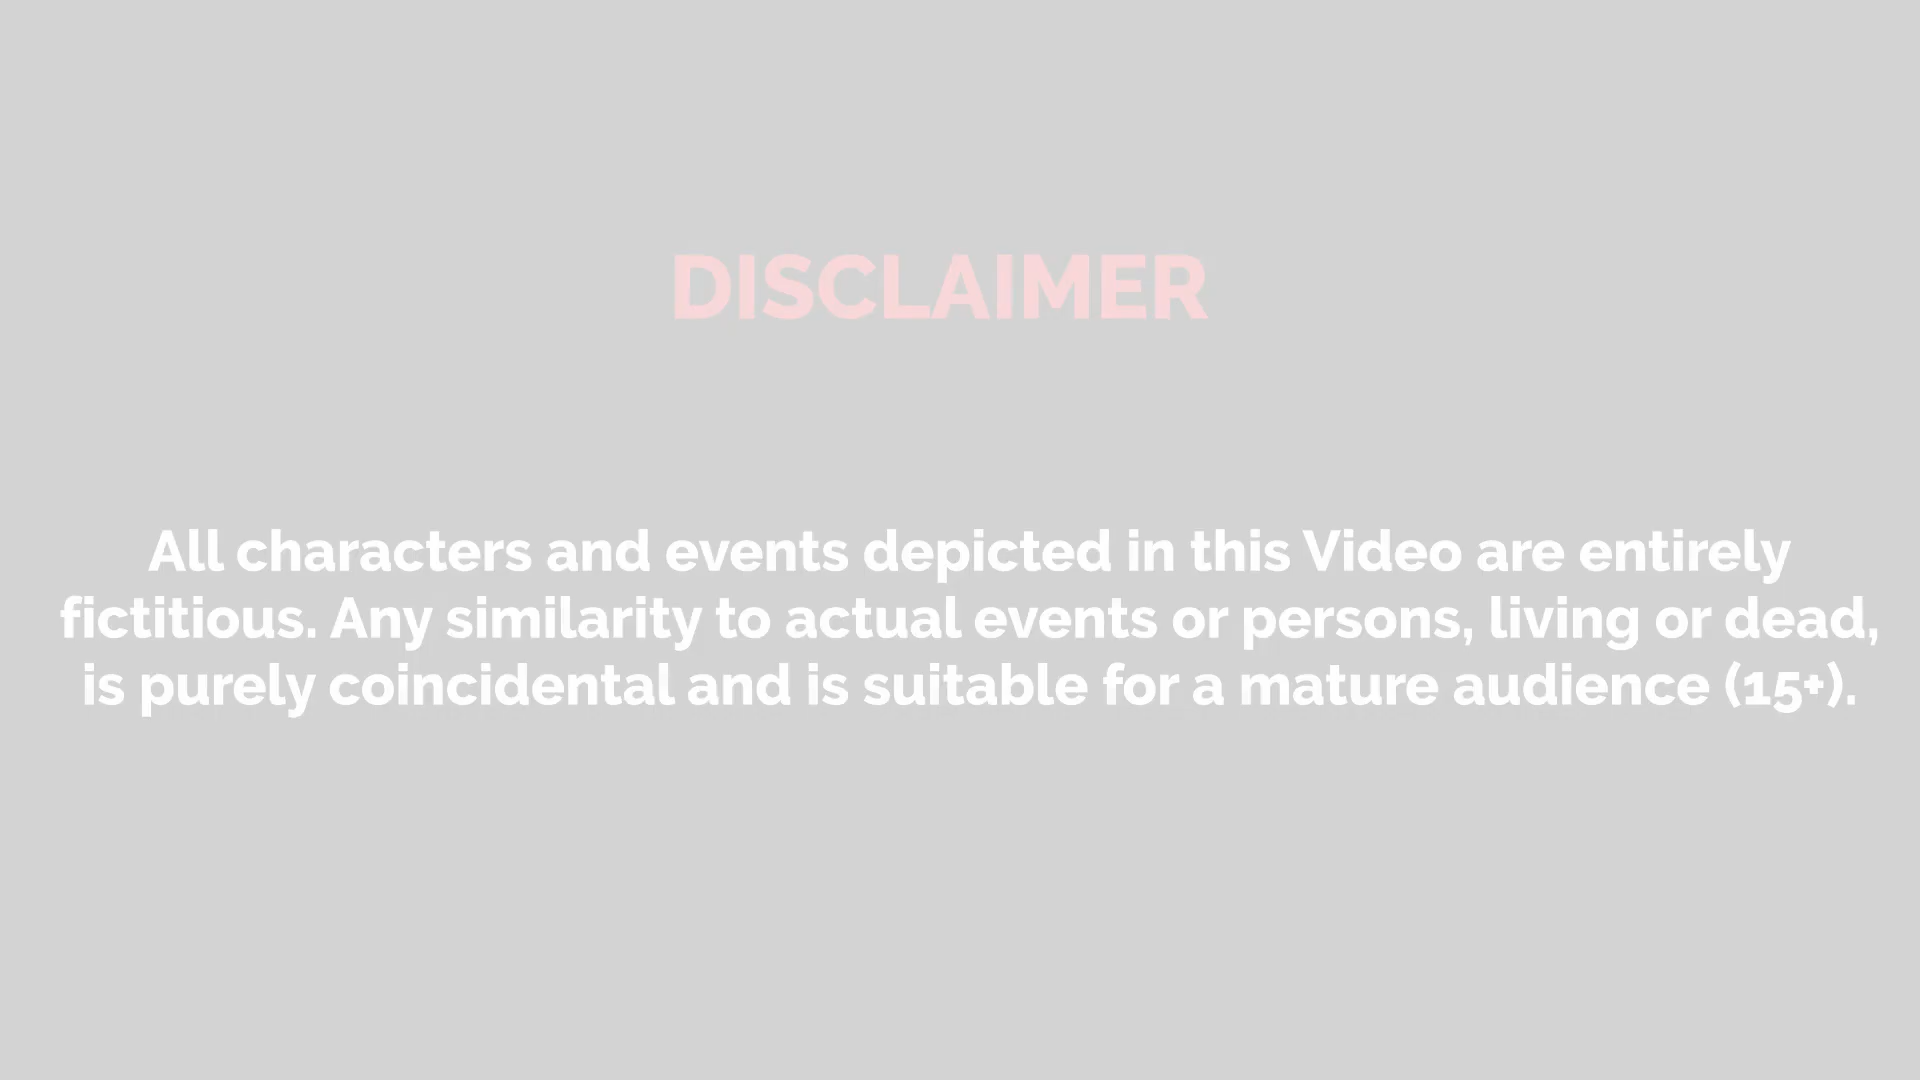 DISCLAIMER
All characters and events depicted in this Video are entirely
fictitious. Any similarity to actual events or persons, living or dead,
is purely coincidental and is suitable for a mature audience (15+).